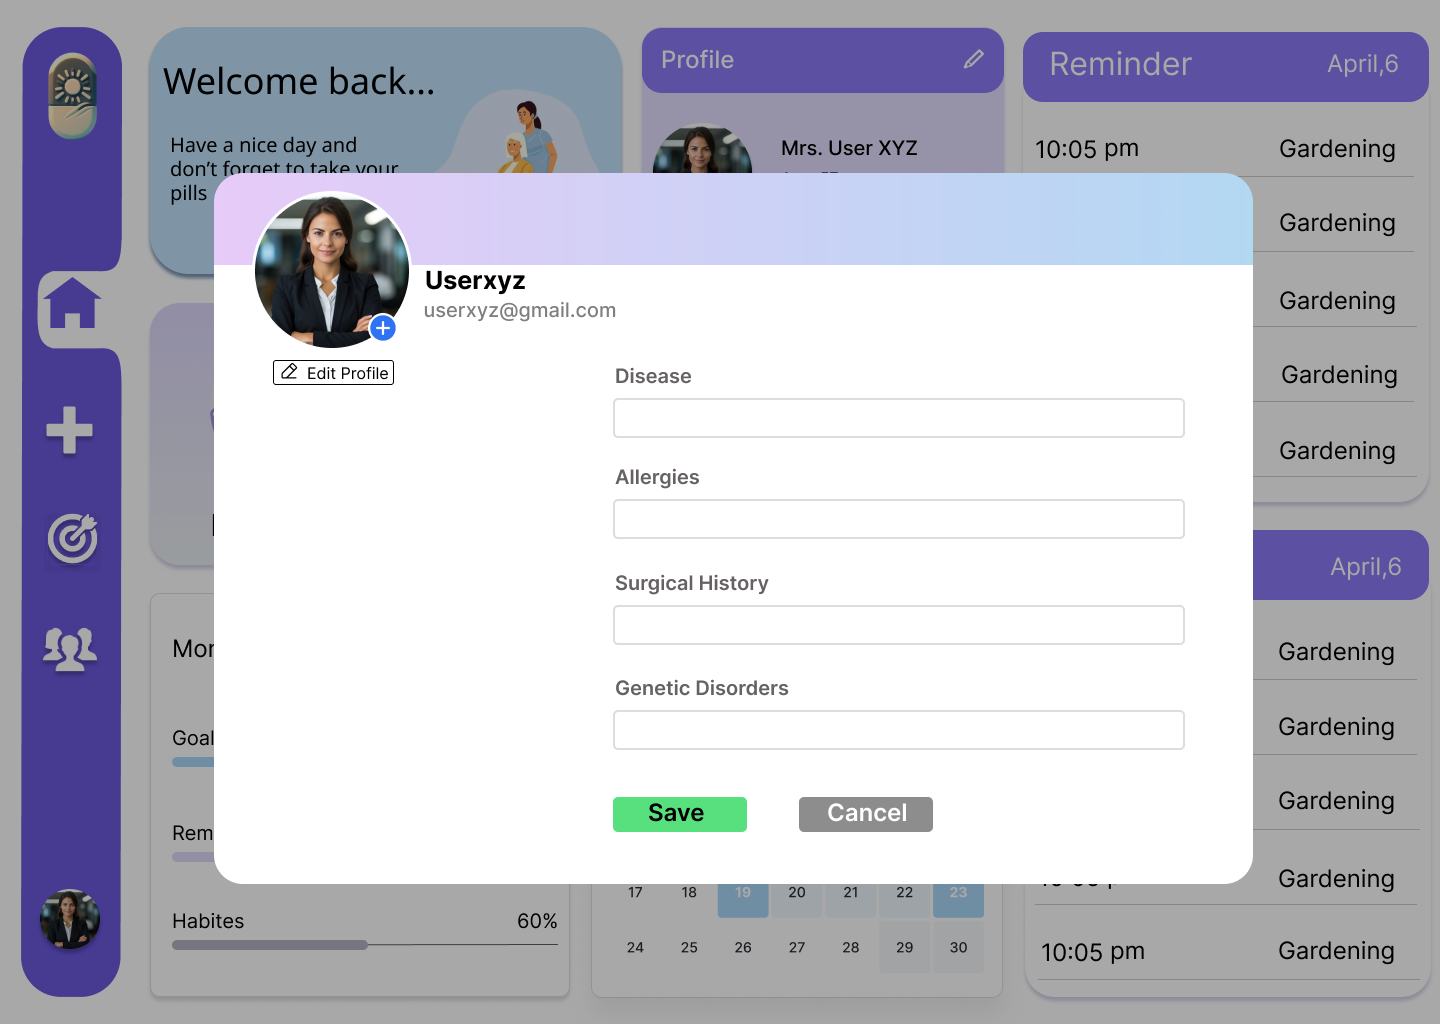 Welcome back...
Have a nice day and
don't forget to take your
pills
Profile
Mrs. User XYZ
Reminder
April,6
10:05 pm
Gardening
Gardening
Gardening
Gardening
Gardening
Userxyz
userxyz@gmail.com
Edit Profile
Disease
Allergies
Surgical History
Genetic Disorders
Save
Cancel
April,6
Gardening
Gardening
Gardening
Gardening
10:05 pm
Gardening
Mor
Goal
Rem
Habites
60%
17 18 19 20 21 22 23
24 25 26 27 28 29 30